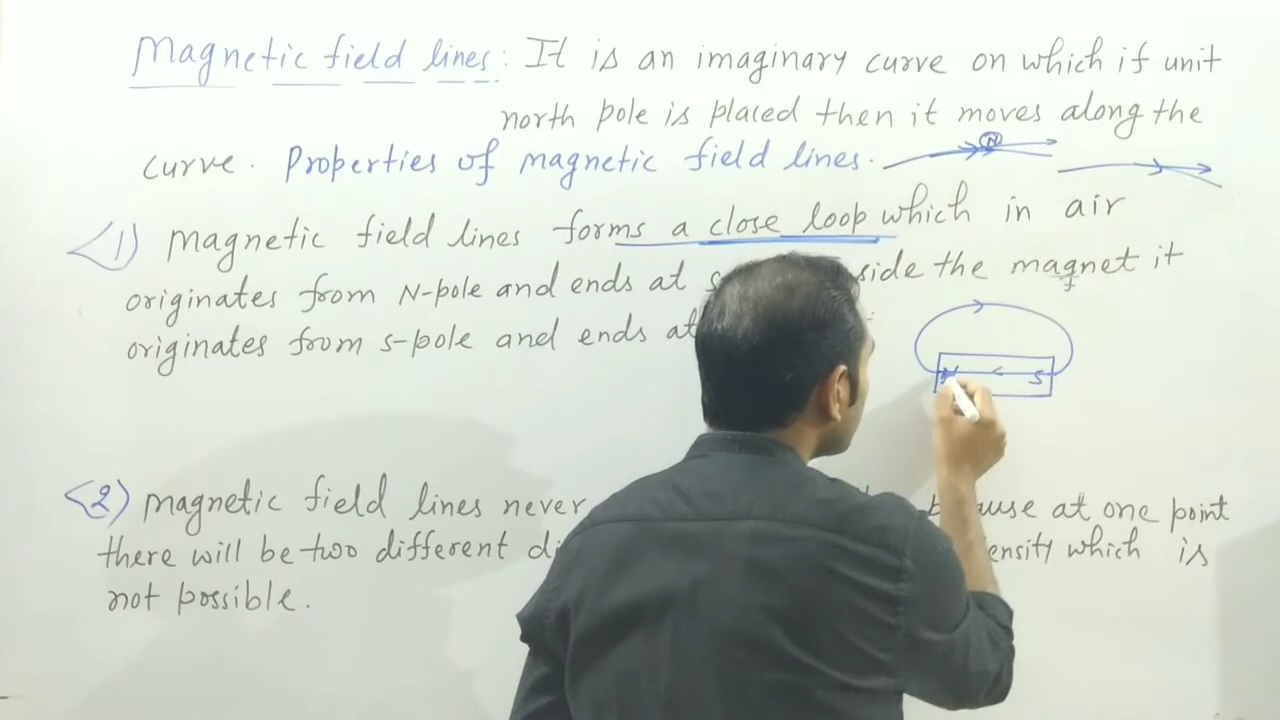 Magnetic field lines: It is an imaginary curve on which if unit
north pole is placed then it moves along the
curve. Properties of magnetic field lines. N
<1) Magnetic field lines forms a close loop which in air
originates from N-pole and ends at side the magnet it
originates from s-pole and ends at
N S
<2) Magnetic field lines never at one point
there will be two different which is
not possible.